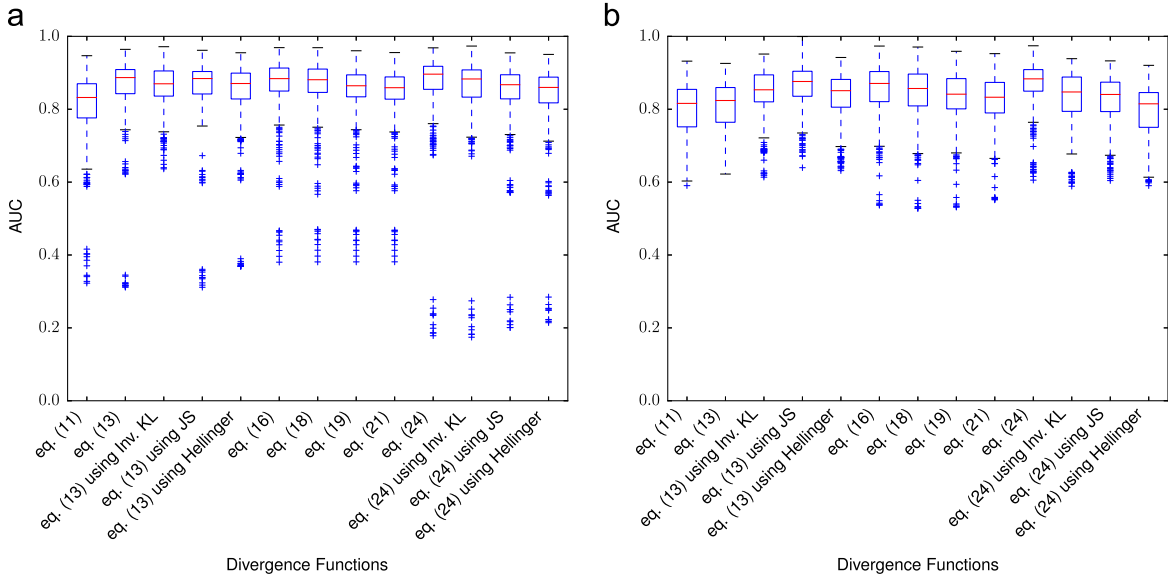 a
1.0
0.8
0.6
0.4
0.2
0.0
AUC
eq. (11)
eq. (13)
eq. (13) using Inv. KL
eq. (13) using JS
eq. (13) using Hellinger
eq. (16)
eq. (18)
eq. (19)
eq. (21)
eq. (24)
eq. (24) using Inv. KL
eq. (24) using JS
eq. (24) using Hellinger
Divergence Functions
b
1.0
0.8
0.6
0.4
0.2
0.0
AUC
eq. (11)
eq. (13)
eq. (13) using Inv. KL
eq. (13) using JS
eq. (13) using Hellinger
eq. (16)
eq. (18)
eq. (19)
eq. (21)
eq. (24)
eq. (24) using Inv. KL
eq. (24) using JS
eq. (24) using Hellinger
Divergence Functions